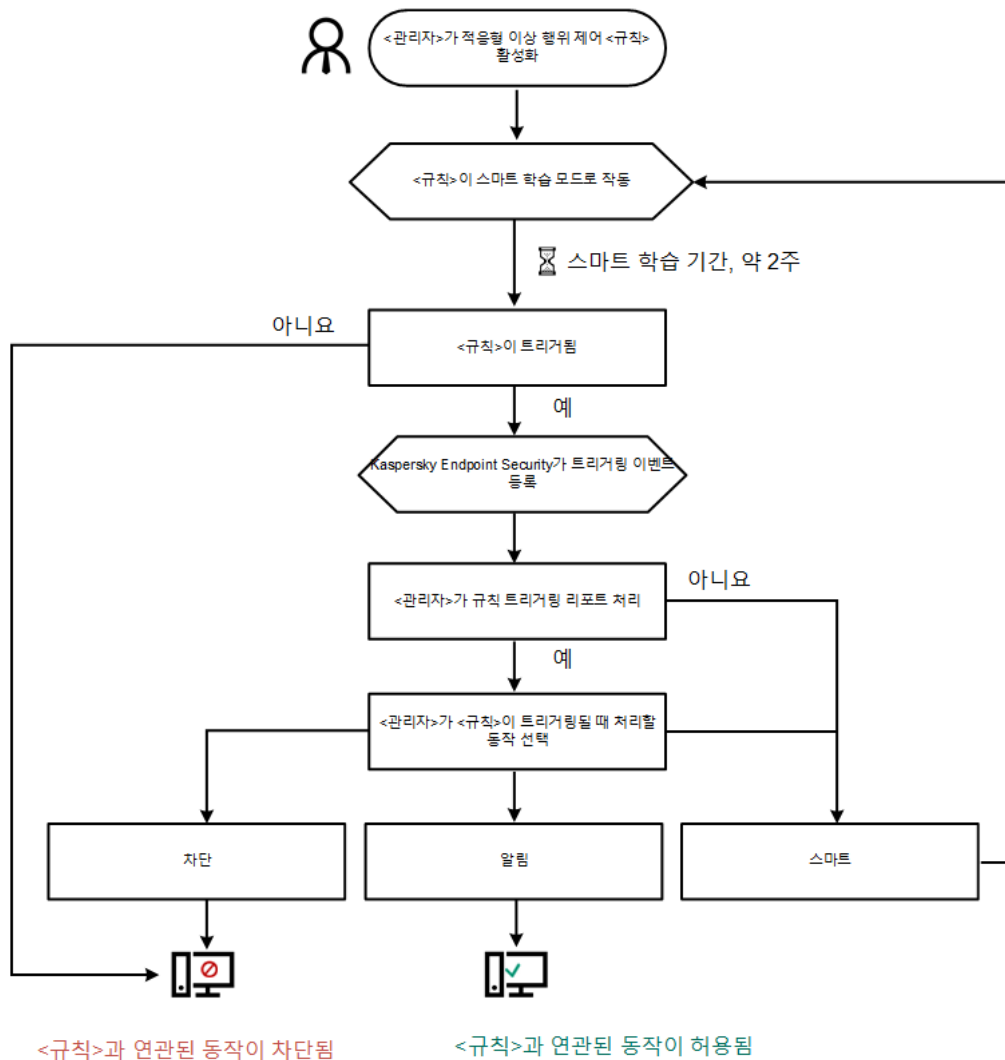 <관리자>가 적응형 이상 행위 제어 <규칙>
활성화
<규칙>이 스마트 학습 모드로 작동
스마트 학습 기간, 약 2주
아니요
<규칙>이 트리거됨
예
Kaspersky Endpoint Security가 트리거링 이벤트
등록
<관리자>가 규칙 트리거링 리포트 처리
아니요
예
<관리자>가 <규칙>이 트리거링될 때 처리할
동작 선택
차단
알림
스마트
<규칙>과 연관된 동작이 차단됨
<규칙>과 연관된 동작이 허용됨